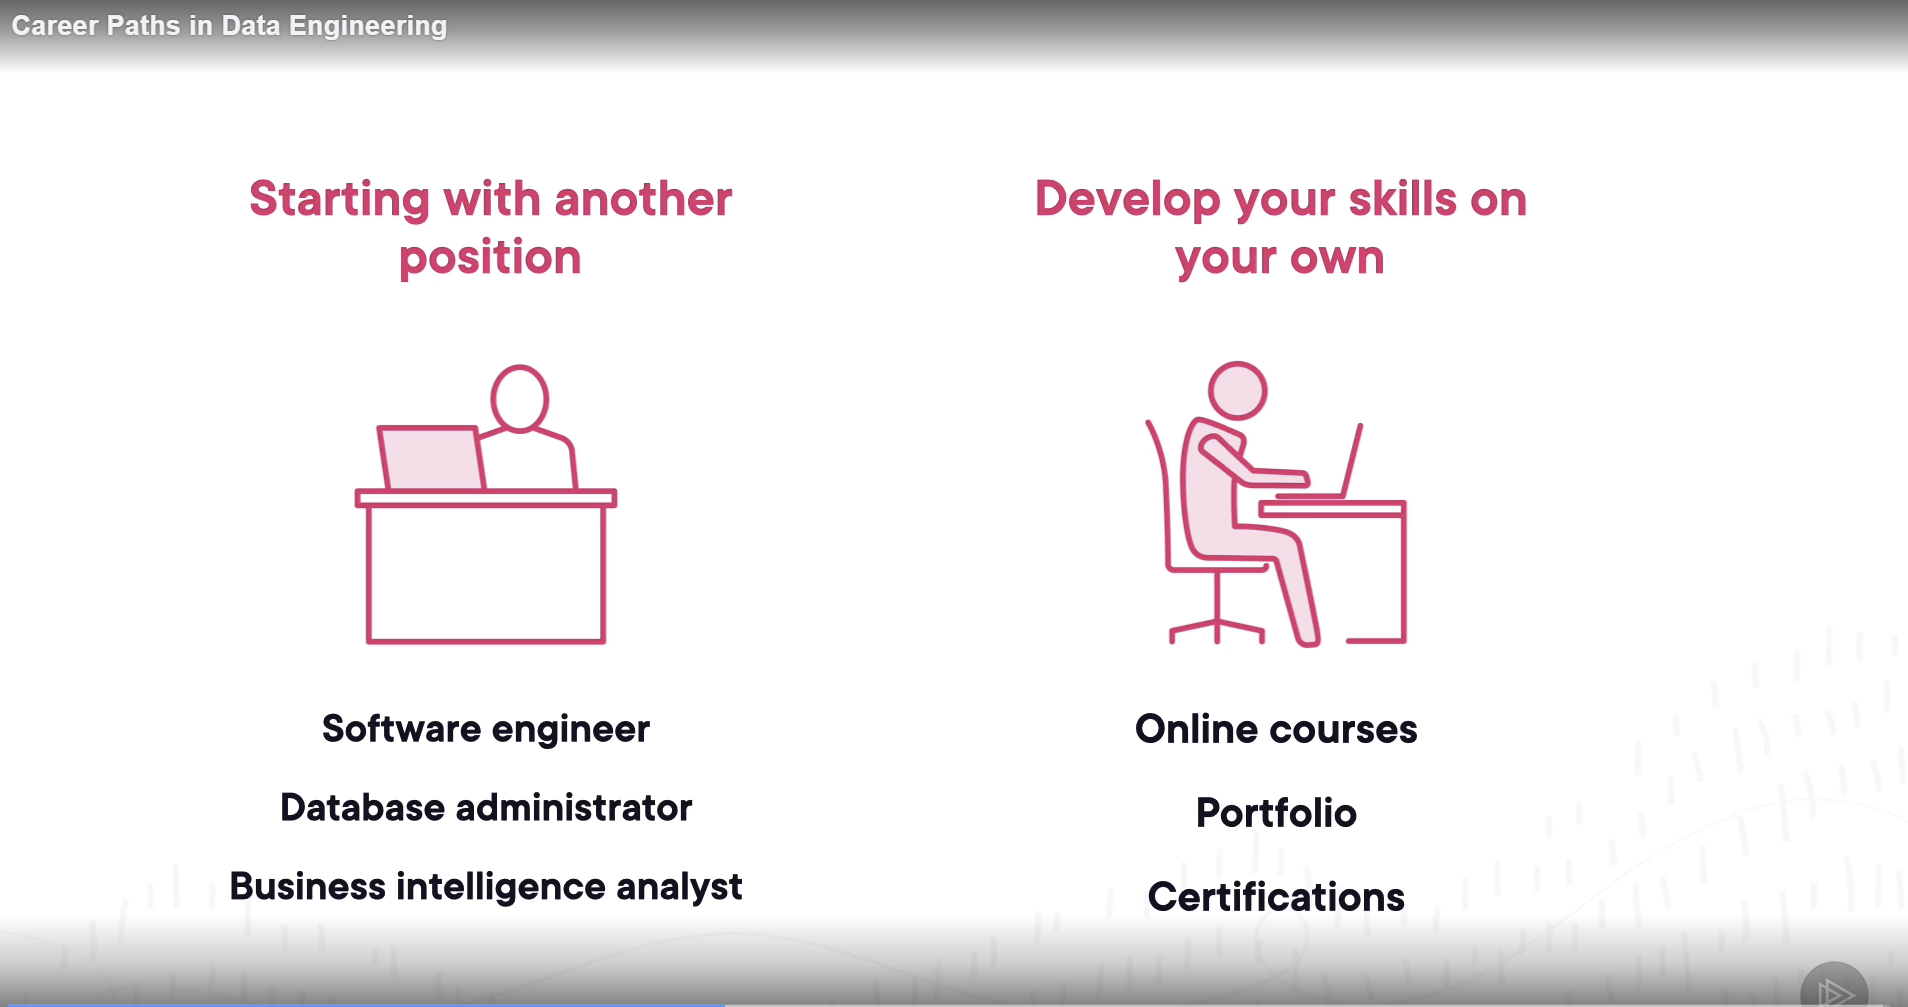 Career Paths in Data Engineering
Starting with another
position
Software engineer
Database administrator
Business intelligence analyst
Develop your skills on
your own
Online courses
Portfolio
Certifications